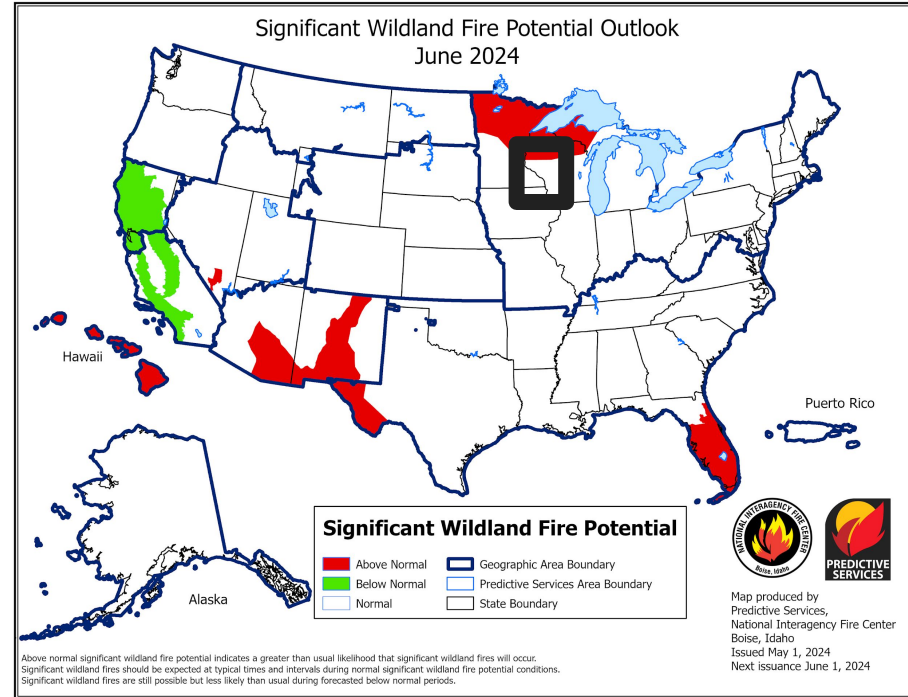 Significant Wildland Fire Potential Outlook
June 2024
Hawaii
Puerto Rico
Alaska
Significant Wildland Fire Potential
Above Normal
Below Normal
Normal
Geographic Area Boundary
Predictive Services Area Boundary
State Boundary
NATIONAL INTERAGENCY FIRE CENTER
Boise, Idaho
PREDICTIVE
SERVICES
Map produced by
Predictive Services,
National Interagency Fire Center
Boise, Idaho
Issued May 1, 2024
Next issuance June 1, 2024
Above normal significant wildland fire potential indicates a greater than usual likelihood that significant wildland fires will occur.
Significant wildland fires should be expected at typical times and intervals during normal significant wildland fire potential conditions.
Significant wildland fires are still possible but less likely than usual during forecasted below normal periods.